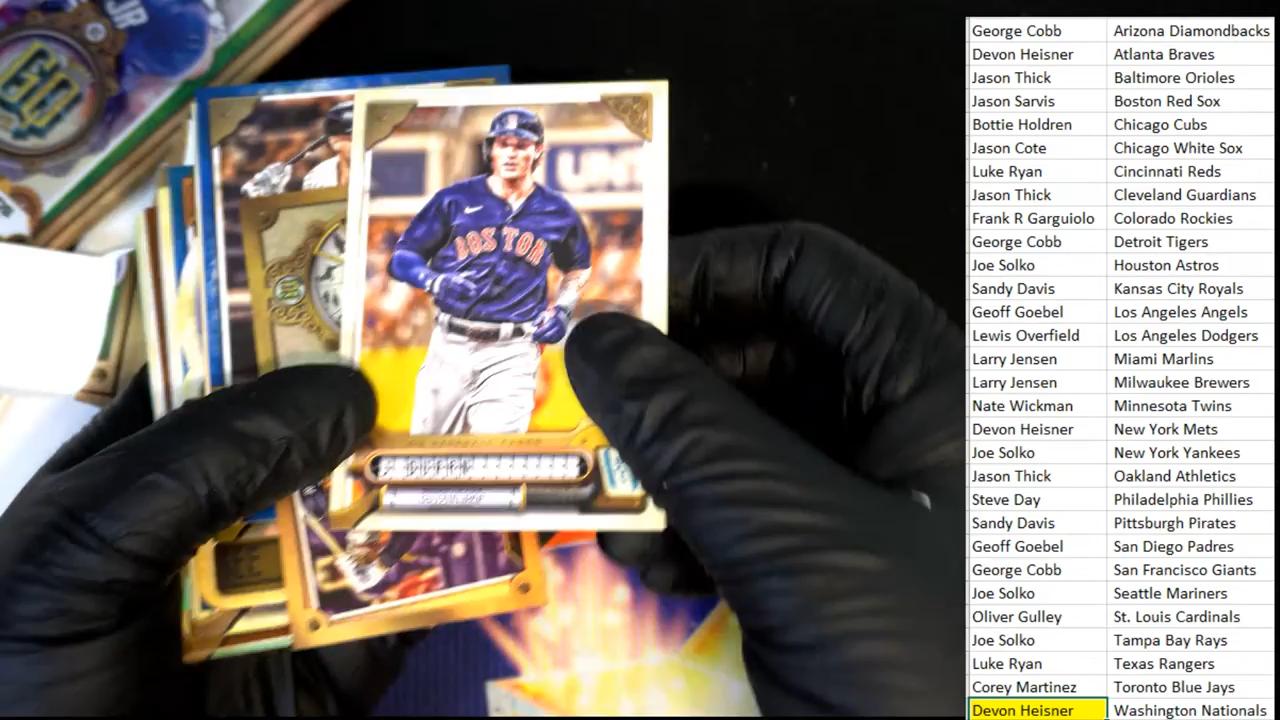 JR
GQ
BOSTON
George Cobb Arizona Diamondbacks
Devon Heisner Atlanta Braves
Jason Thick Baltimore Orioles
Jason Sarvis Boston Red Sox
Bottie Holdren Chicago Cubs
Jason Cote Chicago White Sox
Luke Ryan Cincinnati Reds
Jason Thick Cleveland Guardians
Frank R Garguiolo Colorado Rockies
George Cobb Detroit Tigers
Joe Solko Houston Astros
Sandy Davis Kansas City Royals
Geoff Goebel Los Angeles Angels
Lewis Overfield Los Angeles Dodgers
Larry Jensen Miami Marlins
Larry Jensen Milwaukee Brewers
Nate Wickman Minnesota Twins
Devon Heisner New York Mets
Joe Solko New York Yankees
Jason Thick Oakland Athletics
Steve Day Philadelphia Phillies
Sandy Davis Pittsburgh Pirates
Geoff Goebel San Diego Padres
George Cobb San Francisco Giants
Joe Solko Seattle Mariners
Oliver Gulley St. Louis Cardinals
Joe Solko Tampa Bay Rays
Luke Ryan Texas Rangers
Corey Martinez Toronto Blue Jays
Devon Heisner Washington Nationals